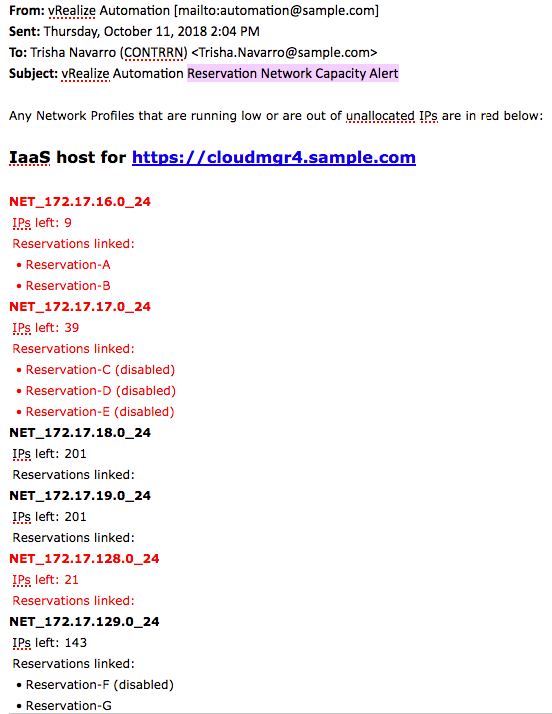 From: vRealize Automation [mailto:automation@sample.com]
Sent: Thursday, October 11, 2018 2:04 PM
To: Trisha Navarro (CONTRRN) <Trisha.Navarro@sample.com>
Subject: vRealize Automation Reservation Network Capacity Alert
Any Network Profiles that are running low or are out of unallocated IPs are in red below:
IaaS host for https://cloudmgr4.sample.com
NET_172.17.16.0_24
IPs left: 9
Reservations linked:
• Reservation-A
• Reservation-B
NET_172.17.17.0_24
IPs left: 39
Reservations linked:
• Reservation-C (disabled)
• Reservation-D (disabled)
• Reservation-E (disabled)
NET_172.17.18.0_24
IPs left: 201
Reservations linked:
NET_172.17.19.0_24
IPs left: 201
Reservations linked:
NET_172.17.128.0_24
IPs left: 21
Reservations linked:
NET_172.17.129.0_24
IPs left: 143
Reservations linked:
• Reservation-F (disabled)
• Reservation-G